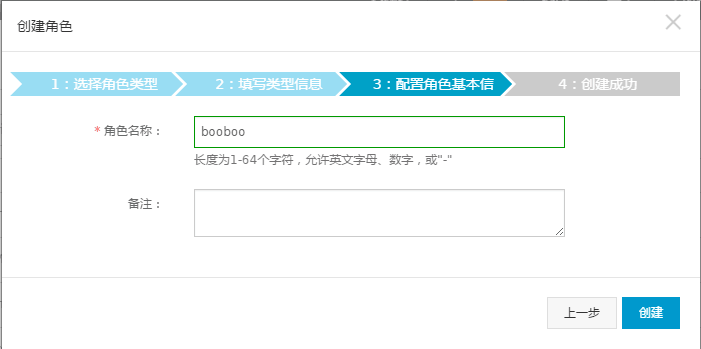 创建角色
1：选择角色类型
2：填写类型信息
3：配置角色基本信
4：创建成功
* 角色名称：
booboo
长度为1-64个字符，允许英文字母、数字，或"-"
备注：
上一步
创建